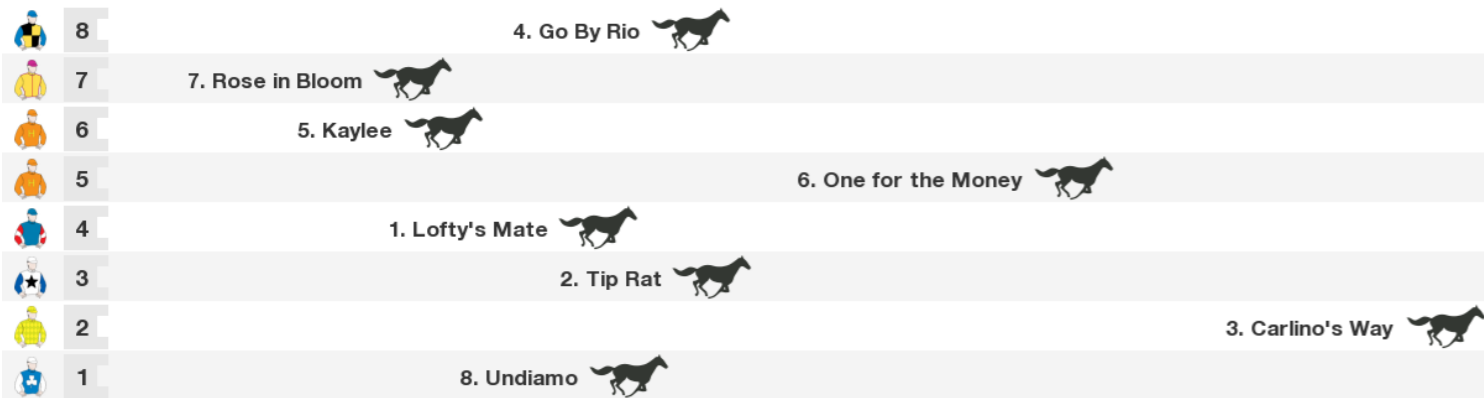 8 4. Go By Rio
7 7. Rose in Bloom
6 5. Kaylee
5 6. One for the Money
4 1. Lofty's Mate
3 2. Tip Rat
2 3. Carlino's Way
1 8. Undiamo